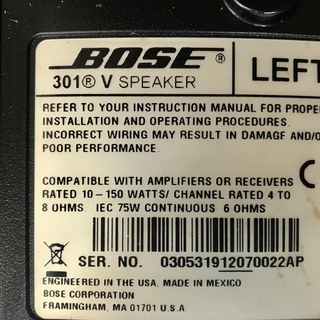 BOSE®
301® V SPEAKER
LEFT
REFER TO YOUR INSTRUCTION MANUAL FOR PROPE
INSTALLATION AND OPERATING PROCEDURES.
INCORRECT WIRING MAY RESULT IN DAMAGE AND/O
POOR PERFORMANCE.
COMPATIBLE WITH AMPLIFIERS OR RECEIVERS
RATED 10-150 WATTS/ CHANNEL RATED 4 TO
8 OHMS. IEC 75W CONTINUOUS 6 OHMS
SER. NO. 030531912070022AP
ENGINEERED IN THE USA, MADE IN MEXICO
BOSE CORPORATION
FRAMINGHAM, MA 01701 U.S.A